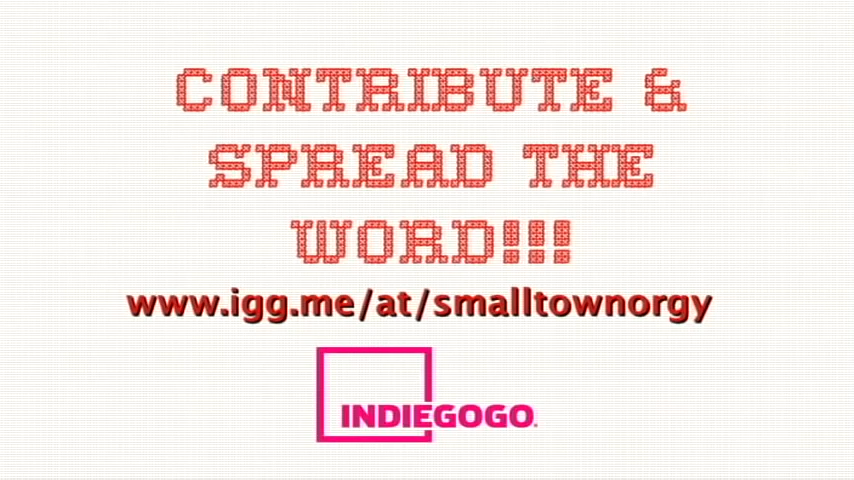 CONTRIBUTE &
SPREAD THE
WORD!!!
www.igg.me/at/smalltownorgy
INDIEGOGO.